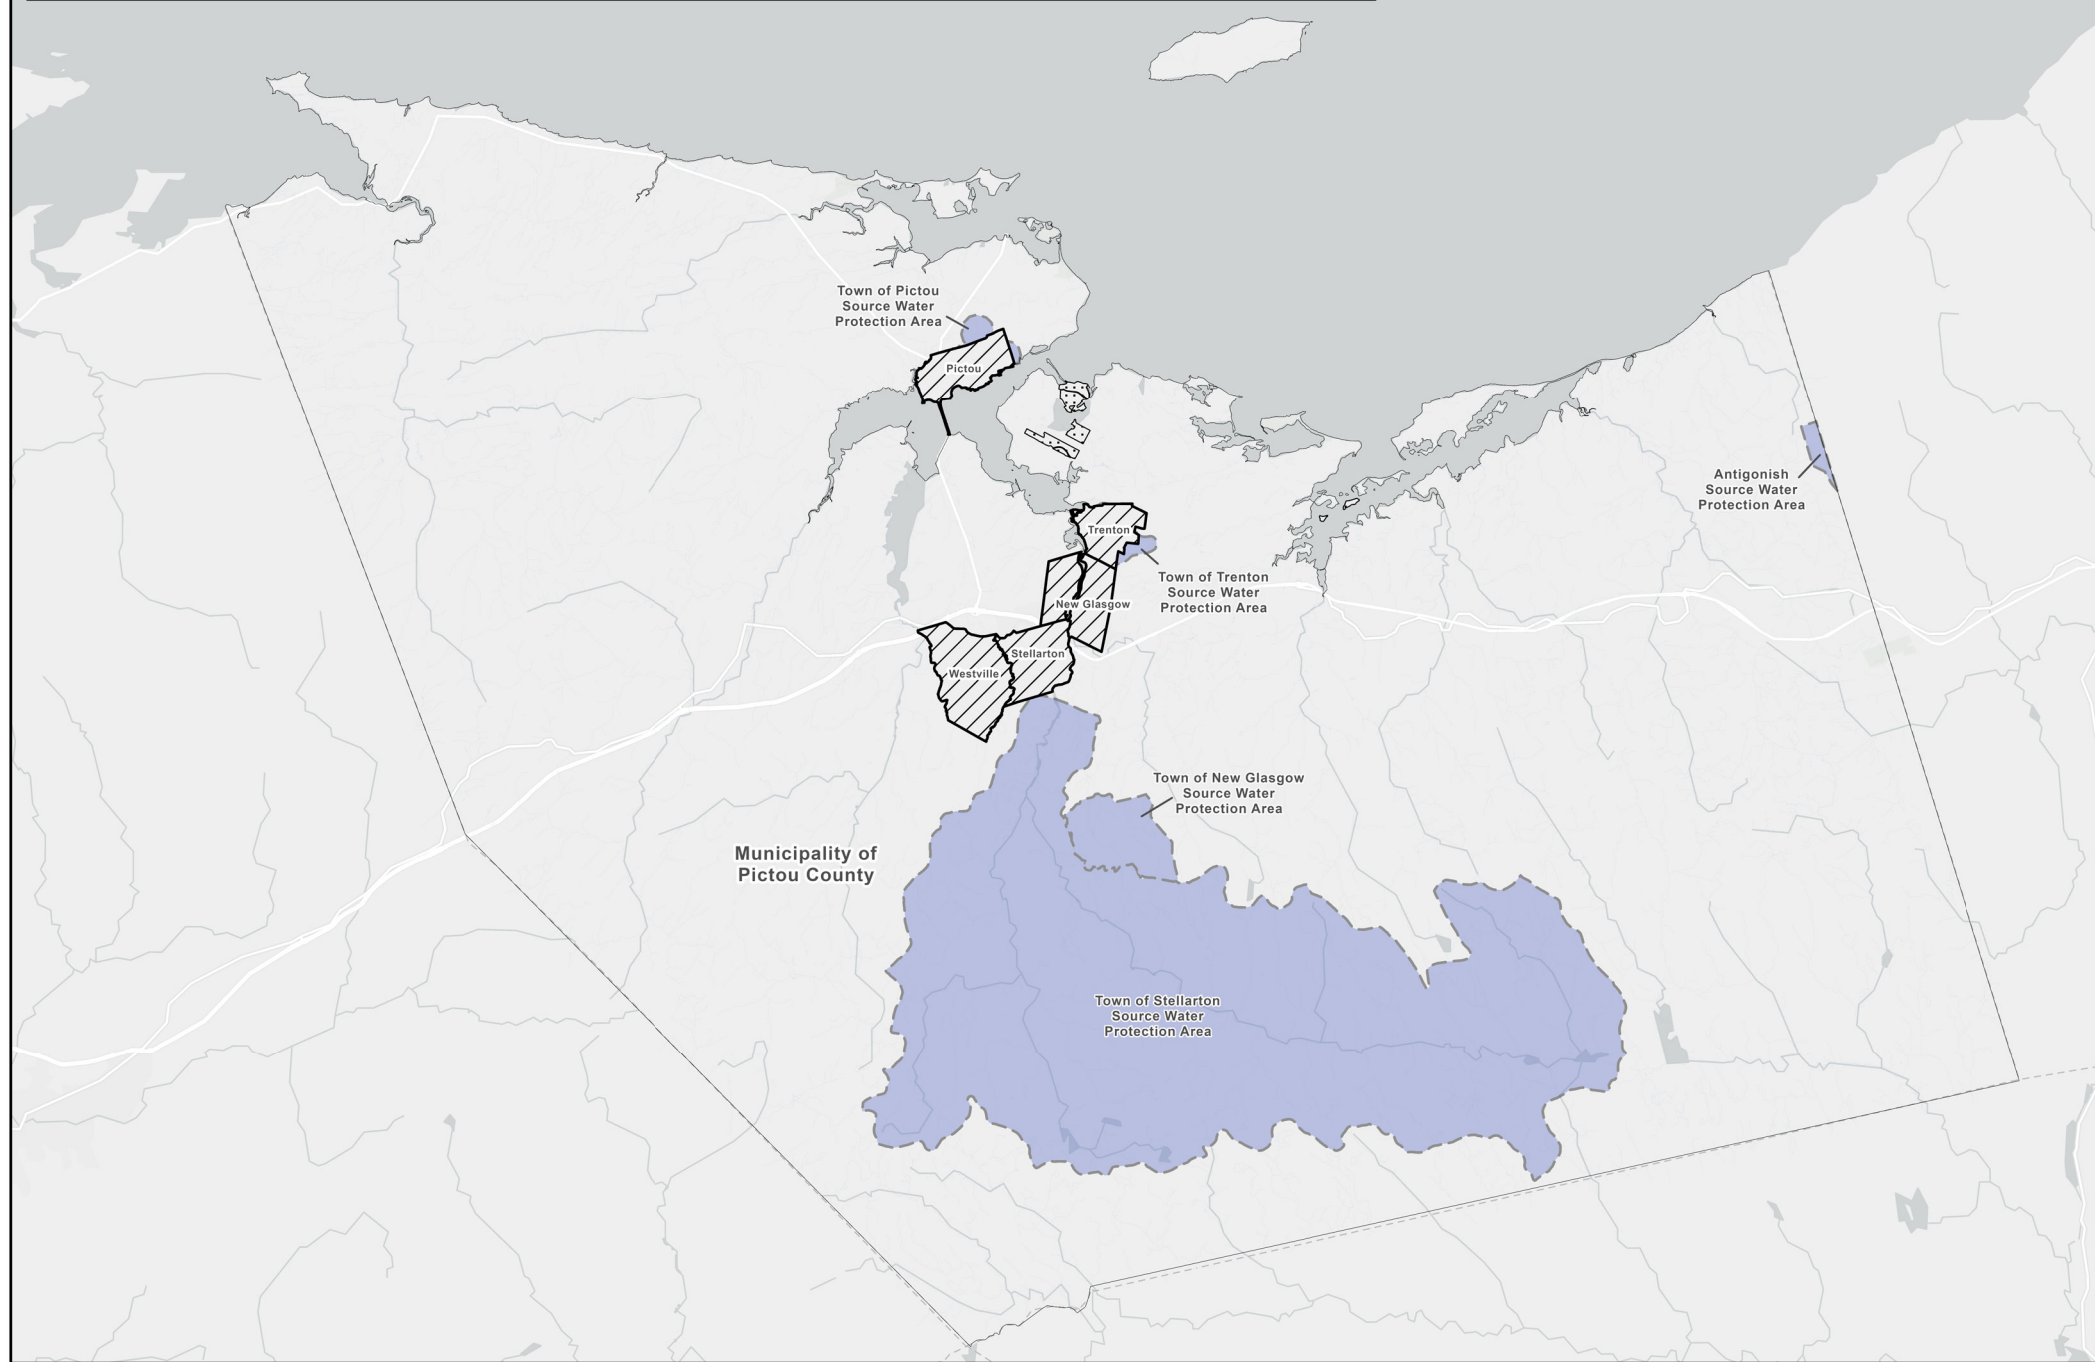 Town of Pictou
Source Water
Protection Area
Pictou
Antigonish
Source Water
Protection Area
Trenton
Town of Trenton
Source Water
Protection Area
New Glasgow
Stellarton
Westville
Town of New Glasgow
Source Water
Protection Area
Municipality of
Pictou County
Town of Stellarton
Source Water
Protection Area